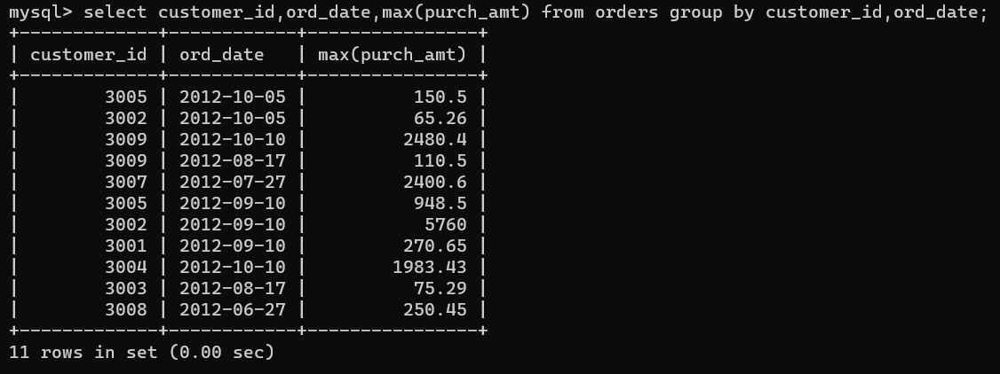 mysql> select customer_id,ord_date,max(purch_amt) from orders group by customer_id,ord_date;
+-------------+------------+----------------+
| customer_id | ord_date   | max(purch_amt) |
+-------------+------------+----------------+
|        3005 | 2012-10-05 |          150.5 |
|        3002 | 2012-10-05 |          65.26 |
|        3009 | 2012-10-10 |         2480.4 |
|        3009 | 2012-08-17 |          110.5 |
|        3007 | 2012-07-27 |         2400.6 |
|        3005 | 2012-09-10 |          948.5 |
|        3002 | 2012-09-10 |           5760 |
|        3001 | 2012-09-10 |         270.65 |
|        3004 | 2012-10-10 |        1983.43 |
|        3003 | 2012-08-17 |          75.29 |
|        3008 | 2012-06-27 |         250.45 |
+-------------+------------+----------------+
11 rows in set (0.00 sec)